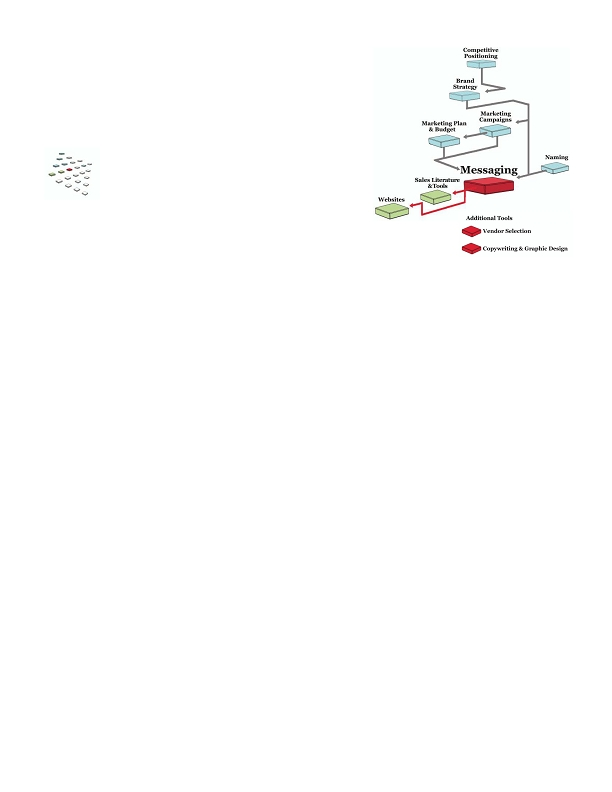 Competitive
Positioning
Brand
Strategy
Marketing
Campaigns
Marketing Plan
& Budget
Naming
Messaging
Sales Literature
&Tools
Websites
Additional Tools
Vendor Selection
Copywriting & Graphic Design